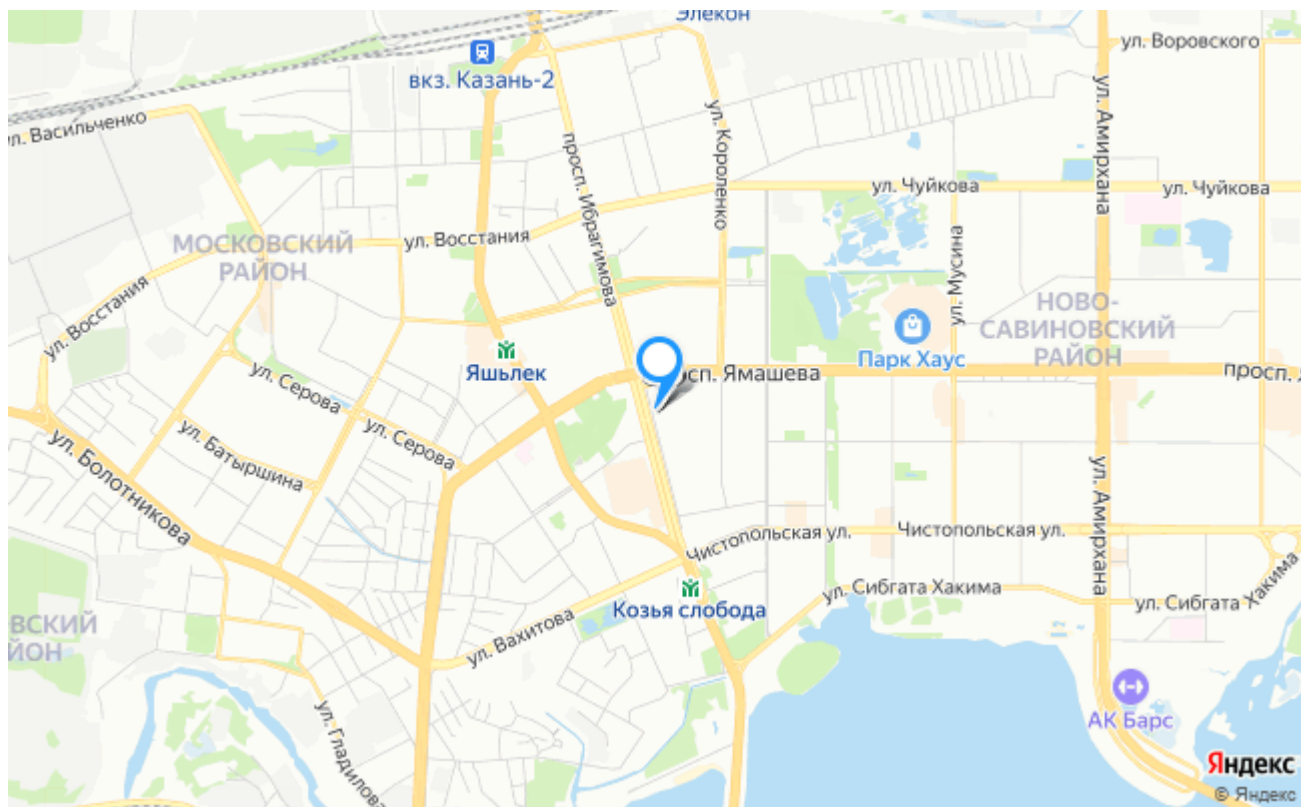 Элекон
ул. Воровского
вкз. Казань-2
ул. Васильченко
просп. Ибрагимова
ул. Короленко
ул. Амирхана
ул. Чуйкова
ул. Чуйкова
МОСКОВСКИЙ
РАЙОН
ул. Восстания
ул. Мусина
ул. Восстания
НОВО-
САВИНОВСКИЙ
РАЙОН
Парк Хаус
Яшьлек
просп. Ямашева
просп.
ул. Серова
ул. Серова
ул. Батыршина
ул. Болотникова
ул. Амирхана
Чистопольская ул.
Чистопольская ул.
ул. Сибгата Хакима
ул. Сибгата Хакима
Козья слобода
ВСКИЙ
ЙОН
ул. Вахитова
АК Барс
ул. Гладилова
Яндекс
© Яндекс